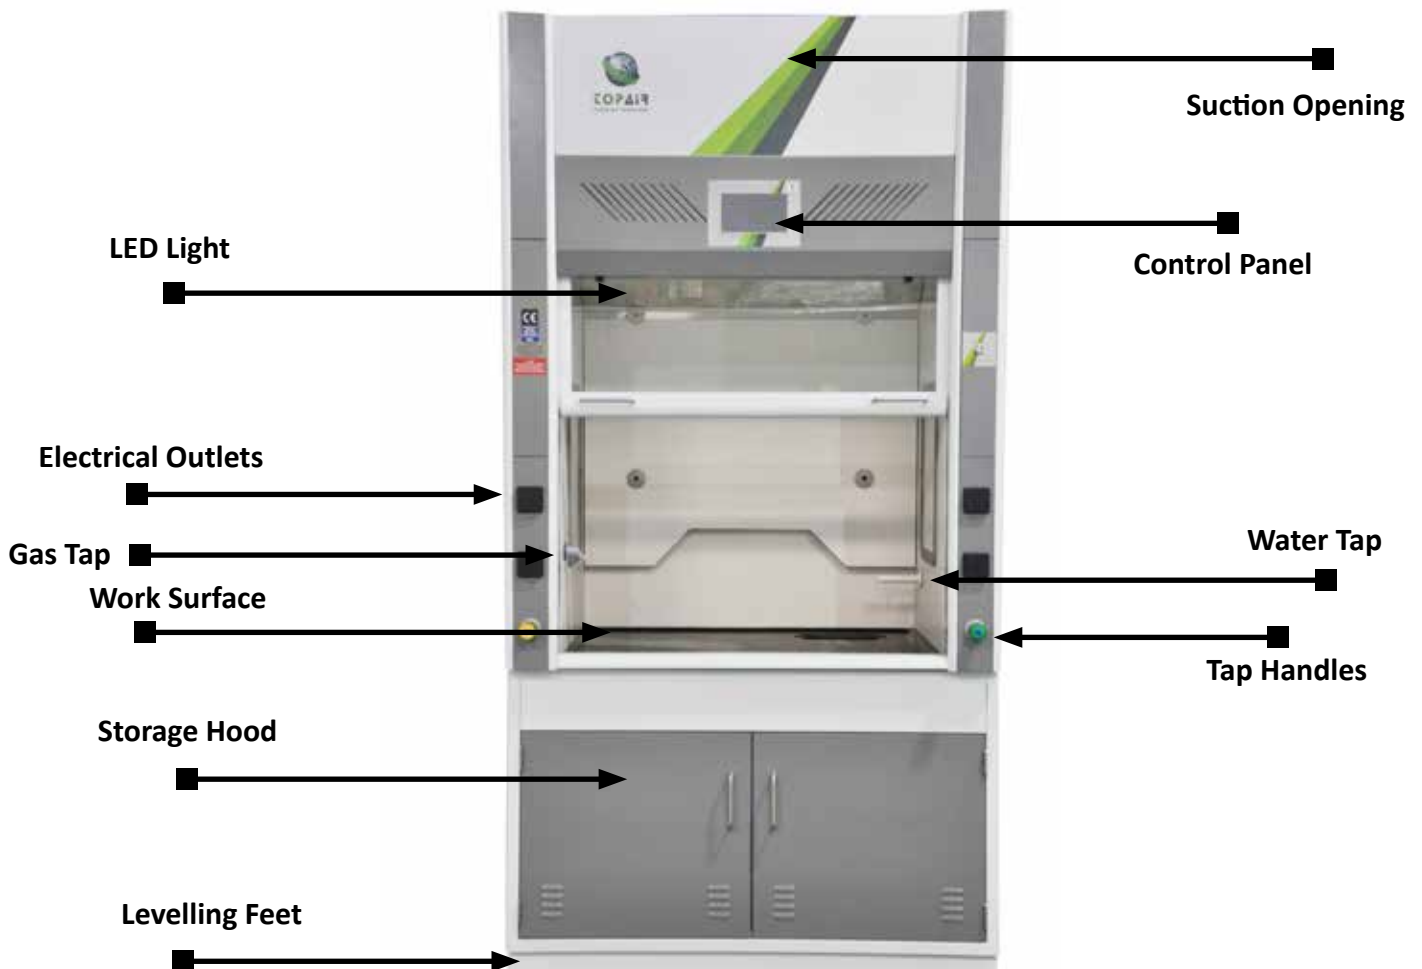 TOPAIR
Suction Opening
Control Panel
LED Light
CE
Electrical Outlets
Gas Tap
Water Tap
Work Surface
Tap Handles
Storage Hood
Levelling Feet